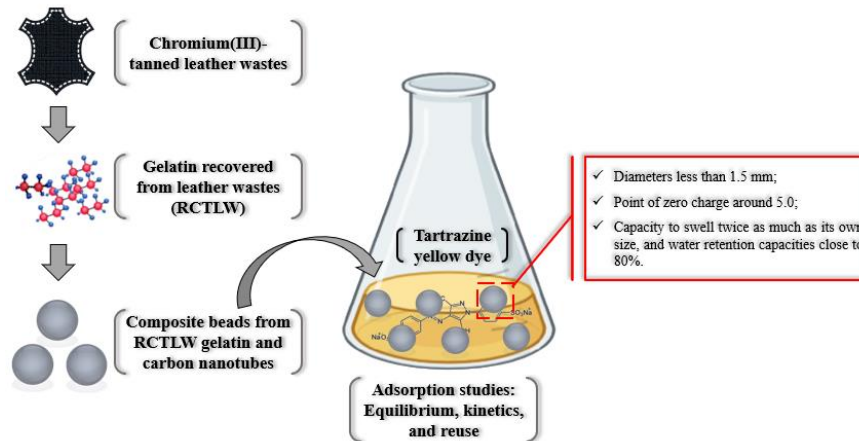 Chromium(III)-
tanned leather wastes
Gelatin recovered
from leather wastes
(RCTLW)
Composite beads from
RCTLW gelatin and
carbon nanotubes
Tartrazine
yellow dye
Adsorption studies:
Equilibrium, kinetics,
and reuse
✓ Diameters less than 1.5 mm;
✓ Point of zero charge around 5.0;
✓ Capacity to swell twice as much as its own
size, and water retention capacities close to
80%.